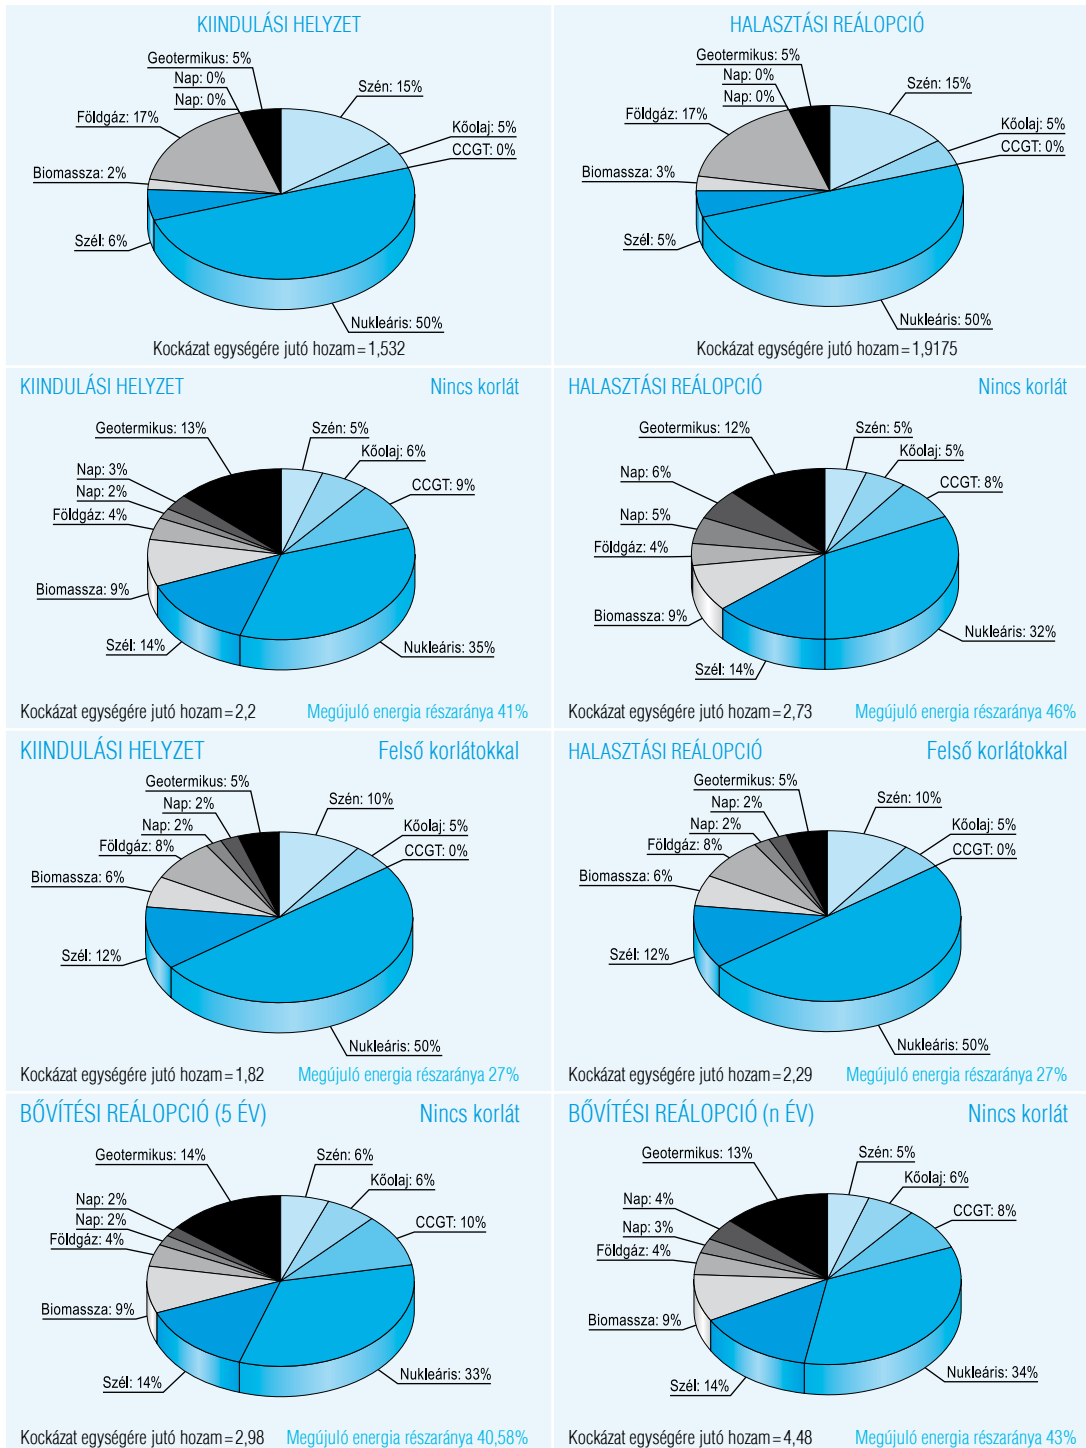 KIINDULÁSI HELYZET
Geotermikus: 5%
Nap: 0%
Nap: 0%
Földgáz: 17%
Biomassza: 2%
Szél: 6%
Szén: 15%
Kőolaj: 5%
CCGT: 0%
Nukleáris: 50%
Kockázat egységére jutó hozam=1,532
HALASZTÁSI REÁLOPCIÓ
Geotermikus: 5%
Nap: 0%
Nap: 0%
Földgáz: 17%
Biomassza: 3%
Szél: 5%
Szén: 15%
Kőolaj: 5%
CCGT: 0%
Nukleáris: 50%
Kockázat egységére jutó hozam=1,9175
KIINDULÁSI HELYZET Nincs korlát
Geotermikus: 13%
Nap: 3%
Nap: 2%
Földgáz: 4%
Biomassza: 9%
Szél: 14%
Szén: 5%
Kőolaj: 6%
CCGT: 9%
Nukleáris: 35%
Kockázat egységére jutó hozam=2,2 Megújuló energia részaránya 41%
HALASZTÁSI REÁLOPCIÓ Nincs korlát
Geotermikus: 12%
Nap: 6%
Nap: 5%
Földgáz: 4%
Biomassza: 9%
Szél: 14%
Szén: 5%
Kőolaj: 5%
CCGT: 8%
Nukleáris: 32%
Kockázat egységére jutó hozam=2,73 Megújuló energia részaránya 46%
KIINDULÁSI HELYZET Felső korlátokkal
Geotermikus: 5%
Nap: 2%
Nap: 2%
Földgáz: 8%
Biomassza: 6%
Szél: 12%
Szén: 10%
Kőolaj: 5%
CCGT: 0%
Nukleáris: 50%
Kockázat egységére jutó hozam=1,82 Megújuló energia részaránya 27%
HALASZTÁSI REÁLOPCIÓ Felső korlátokkal
Geotermikus: 5%
Nap: 2%
Nap: 2%
Földgáz: 8%
Biomassza: 6%
Szél: 12%
Szén: 10%
Kőolaj: 5%
CCGT: 0%
Nukleáris: 50%
Kockázat egységére jutó hozam=2,29 Megújuló energia részaránya 27%
BŐVÍTÉSI REÁLOPCIÓ (5 ÉV) Nincs korlát
Geotermikus: 14%
Nap: 2%
Nap: 2%
Földgáz: 4%
Biomassza: 9%
Szél: 14%
Szén: 6%
Kőolaj: 6%
CCGT: 10%
Nukleáris: 33%
Kockázat egységére jutó hozam=2,98 Megújuló energia részaránya 40,58%
BŐVÍTÉSI REÁLOPCIÓ (n ÉV) Nincs korlát
Geotermikus: 13%
Nap: 4%
Nap: 3%
Földgáz: 4%
Biomassza: 9%
Szél: 14%
Szén: 5%
Kőolaj: 6%
CCGT: 8%
Nukleáris: 34%
Kockázat egységére jutó hozam=4,48 Megújuló energia részaránya 43%